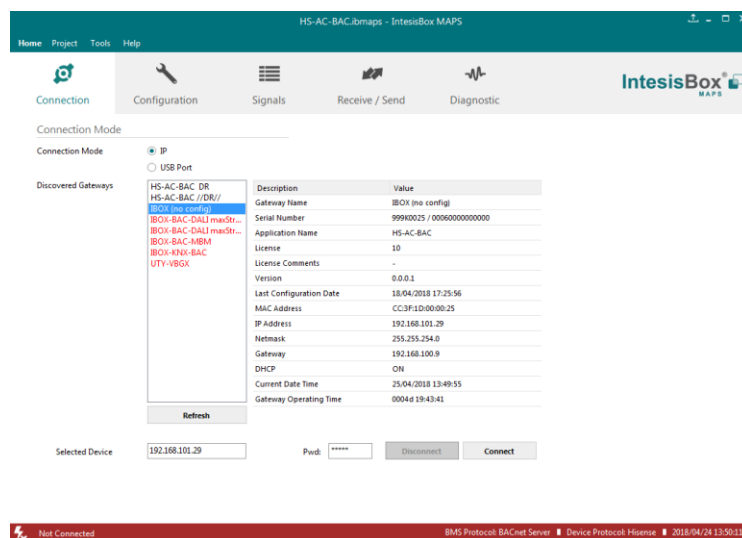 HS-AC-BAC.ibmaps - IntesisBox MAPS
Home Project Tools Help
Connection Configuration Signals Receive / Send Diagnostic
IntesisBox®
MAPS
Connection Mode
Connection Mode
IP
USB Port
Discovered Gateways
HS-AC-BAC DR
HS-AC-BAC //DR//
IBOX (no config)
IBOX-BAC-DALI maxStr...
IBOX-BAC-DALI maxStr...
IBOX-BAC-MBM
IBOX-KNX-BAC
UTY-VBGX
Refresh
Description Value
Gateway Name IBOX (no config)
Serial Number 999K0025 / 00060000000000
Application Name HS-AC-BAC
License 10
License Comments -
Version 0.0.0.1
Last Configuration Date 18/04/2018 17:25:56
MAC Address CC:3F:1D:00:00:25
IP Address 192.168.101.29
Netmask 255.255.254.0
Gateway 192.168.100.9
DHCP ON
Current Date Time 25/04/2018 13:49:55
Gateway Operating Time 0004d 19:43:41
Selected Device 192.168.101.29 Pwd: ***** Disconnect Connect
Not Connected BMS Protocol: BACnet Server Device Protocol: Hisense 2018/04/24 13:50:11